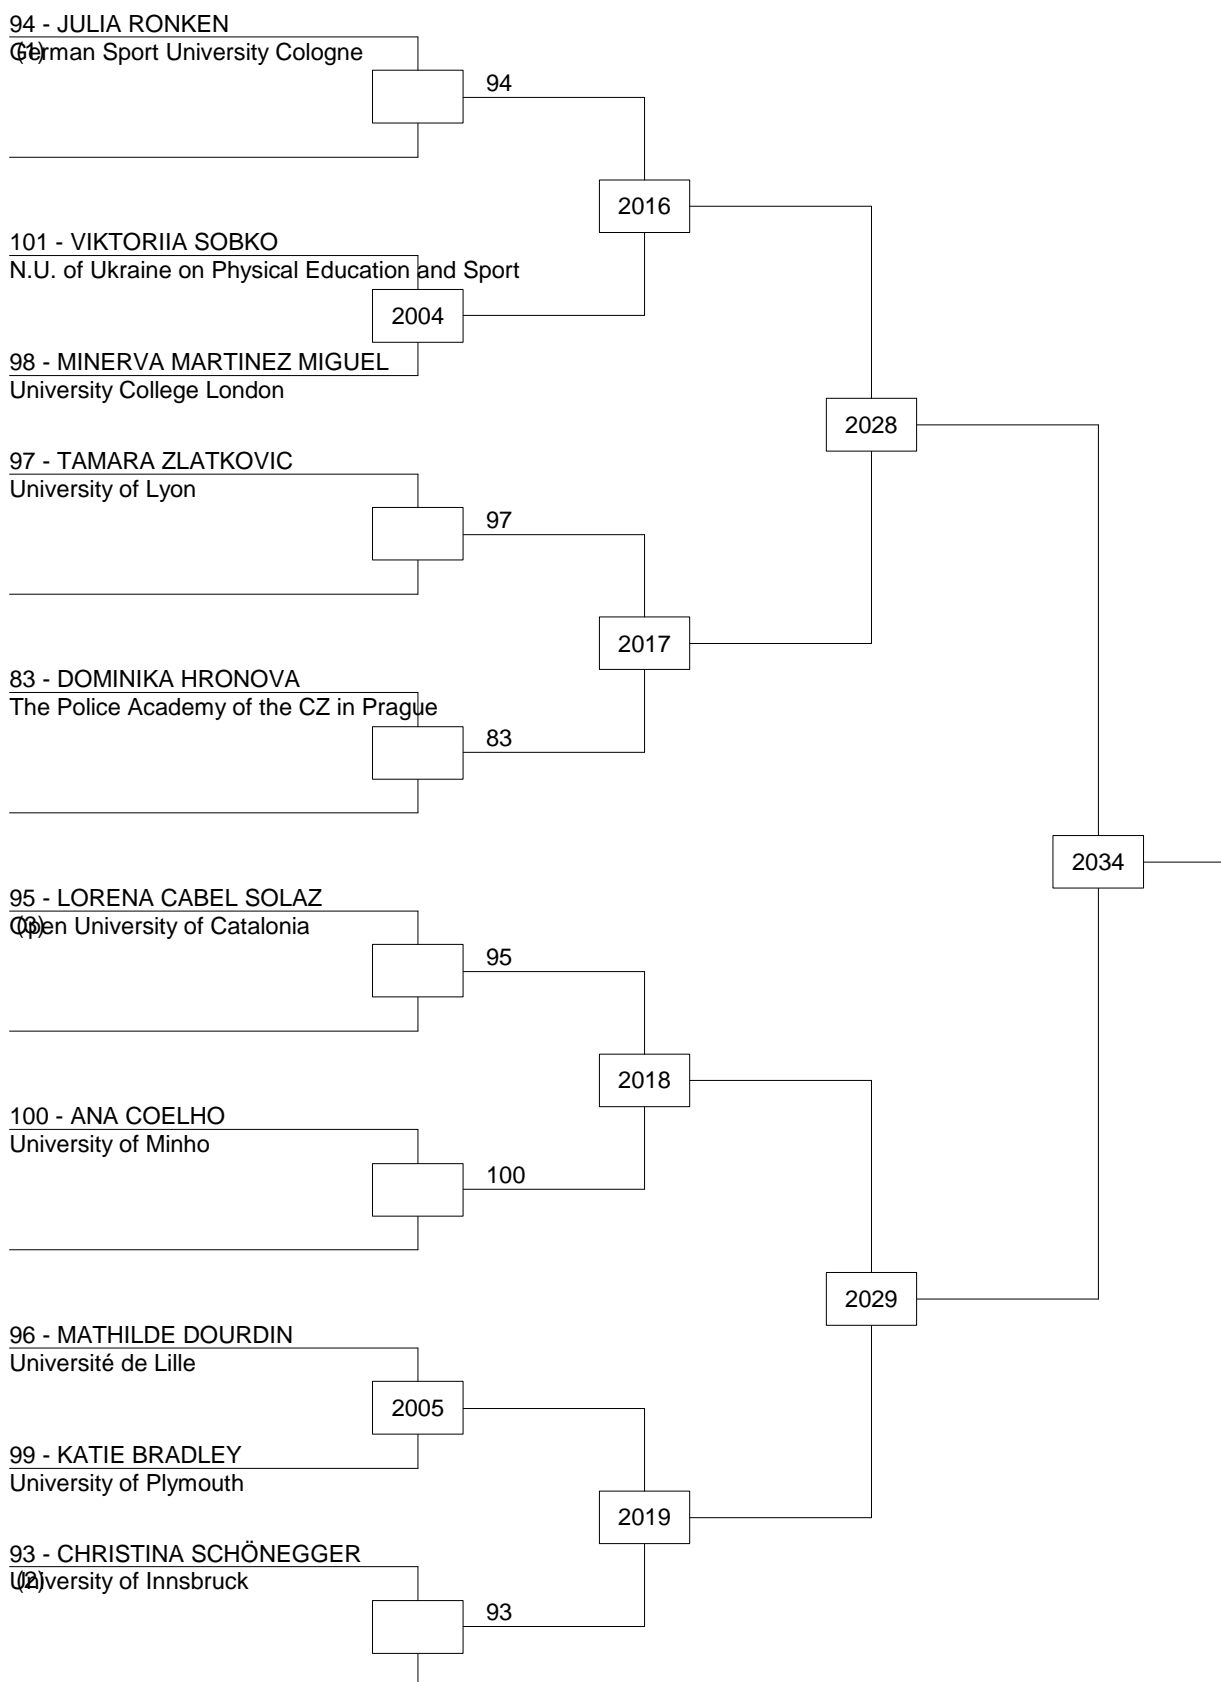 94 - JULIA RONKEN
(1)
German Sport University Cologne
94
2016
101 - VIKTORIIA SOBKO
N.U. of Ukraine on Physical Education and Sport
2004
98 - MINERVA MARTINEZ MIGUEL
University College London
2028
97 - TAMARA ZLATKOVIC
University of Lyon
97
2017
83 - DOMINIKA HRONOVA
The Police Academy of the CZ in Prague
83
2034
95 - LORENA CABEL SOLAZ
(3)
Open University of Catalonia
95
2018
100 - ANA COELHO
University of Minho
100
2029
96 - MATHILDE DOURDIN
Université de Lille
2005
99 - KATIE BRADLEY
University of Plymouth
2019
93 - CHRISTINA SCHÖNEGGER
(2)
University of Innsbruck
93